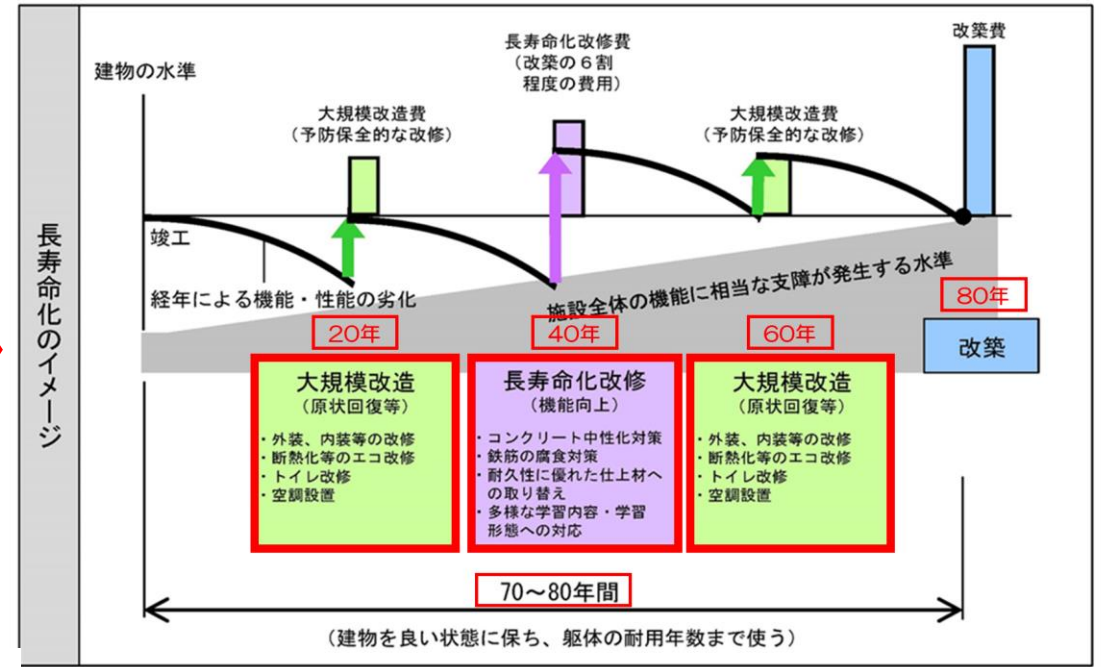 長寿命化のイメージ
建物の水準
大規模改造費
（予防保全的な改修）
長寿命化改修費
（改築の６割
程度の費用）
大規模改造費
（予防保全的な改修）
改築費
竣工
経年による機能・性能の劣化
施設全体の機能に相当な支障が発生する水準
20年
40年
60年
80年
大規模改造
（原状回復等）
・外装、内装等の改修
・断熱化等のエコ改修
・トイレ改修
・空調設置
長寿命化改修
（機能向上）
・コンクリート中性化対策
・鉄筋の腐食対策
・耐久性に優れた仕上材へ
の取り替え
・多様な学習内容・学習
形態への対応
大規模改造
（原状回復等）
・外装、内装等の改修
・断熱化等のエコ改修
・トイレ改修
・空調設置
改築
70～80年間
（建物を良い状態に保ち、躯体の耐用年数まで使う）